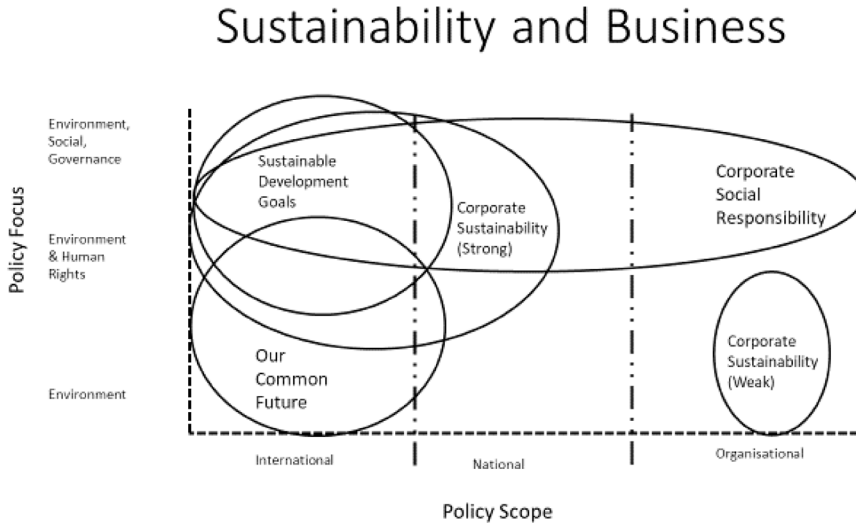 Sustainability and Business
Environment,
Social,
Governance
Sustainable
Development
Goals
Corporate
Sustainability
(Strong)
Corporate
Social
Responsibility
Policy Focus
Environment
& Human
Rights
Our
Common
Future
Corporate
Sustainability
(Weak)
Environment
International
National
Organisational
Policy Scope